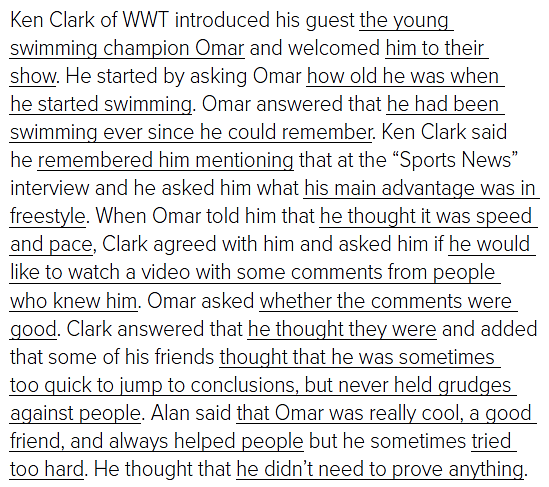 Ken Clark of WWT introduced his guest the young
swimming champion Omar and welcomed him to their
show. He started by asking Omar how old he was when
he started swimming. Omar answered that he had been
swimming ever since he could remember. Ken Clark said
he remembered him mentioning that at the “Sports News”
interview and he asked him what his main advantage was in
freestyle. When Omar told him that he thought it was speed
and pace, Clark agreed with him and asked him if he would
like to watch a video with some comments from people
who knew him. Omar asked whether the comments were
good. Clark answered that he thought they were and added
that some of his friends thought that he was sometimes
too quick to jump to conclusions, but never held grudges
against people. Alan said that Omar was really cool, a good
friend, and always helped people but he sometimes tried
too hard. He thought that he didn’t need to prove anything.